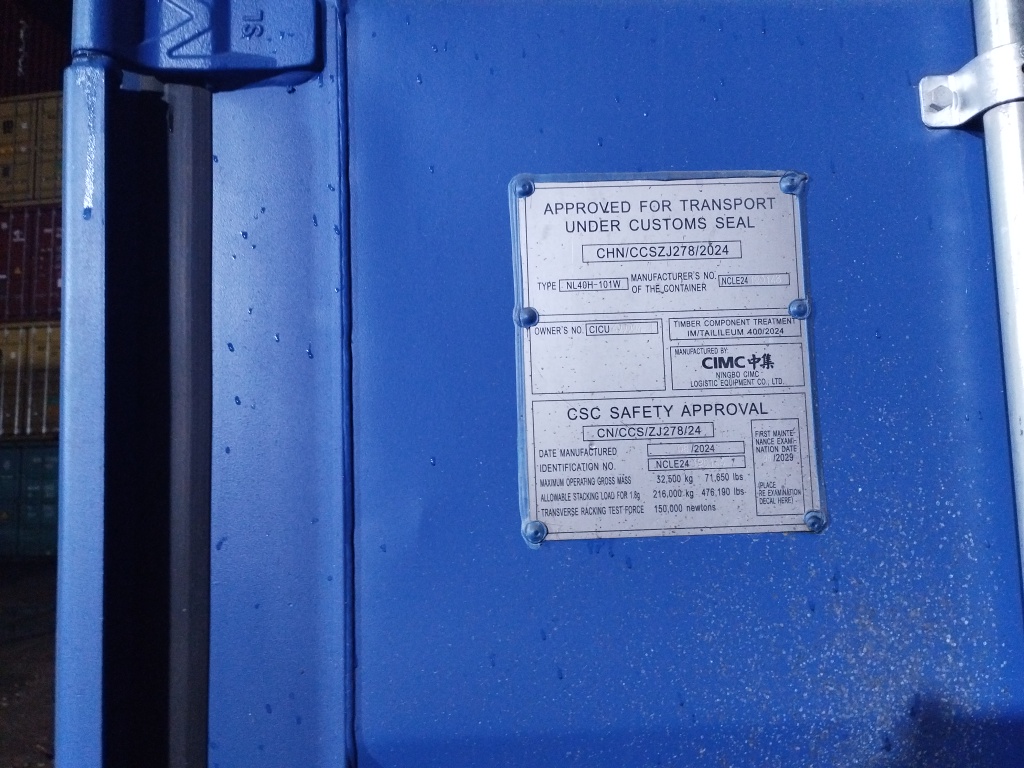 SL
APPROVED FOR TRANSPORT
UNDER CUSTOMS SEAL
CHN/CCSZJ278/2024
TYPE NL40H-101W MANUFACTURER'S NO. OF THE CONTAINER NCLE24
OWNER'S NO. CICU
TIMBER COMPONENT TREATMENT
IM/TAILILEUM 400/2024
MANUFACTURED BY
CIMC中集
NINGBO CIMC
LOGISTIC EQUIPMENT CO., LTD.
CSC SAFETY APPROVAL
CN/CCS/ZJ278/24
DATE MANUFACTURED /2024
IDENTIFICATION NO. NCLE24
MAXIMUM OPERATING GROSS MASS 32,500 kg 71,650 lbs
ALLOWABLE STACKING LOAD FOR 1.8g 216,000 kg 476,190 lbs
TRANSVERSE RACKING TEST FORCE 150,000 newtons
FIRST MAINTE-
NANCE EXAMI-
NATION DATE
/2029
(PLACE
RE EXAMINATION
DECAL HERE)